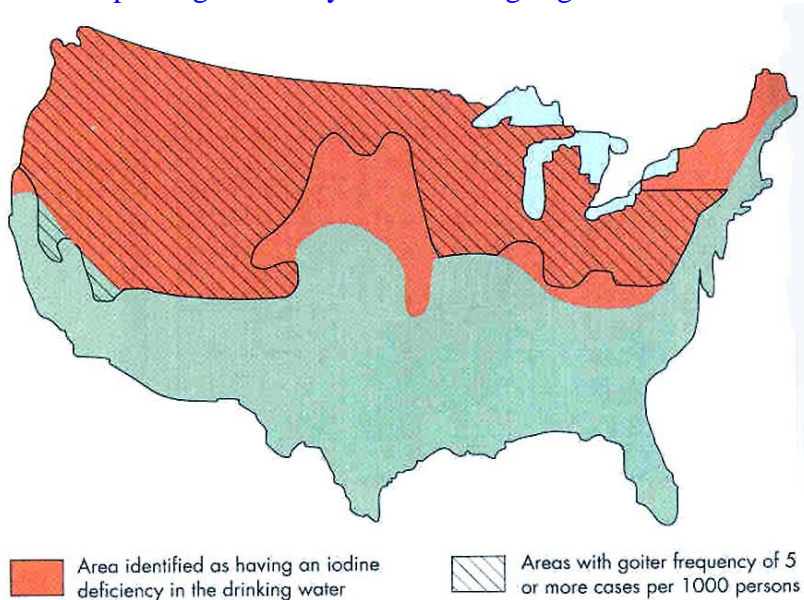 Area identified as having an iodine
deficiency in the drinking water
Areas with goiter frequency of 5
or more cases per 1000 persons